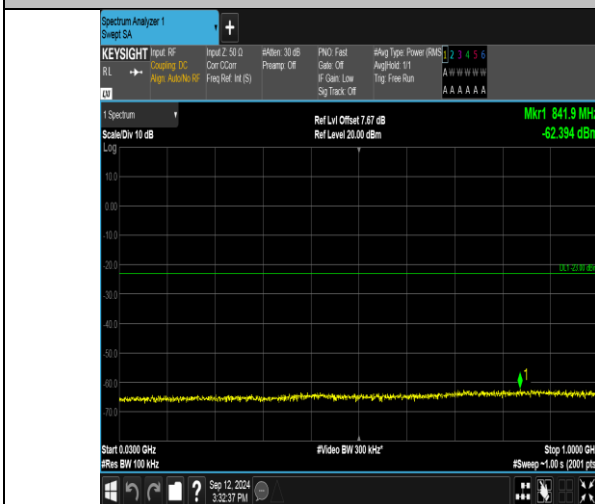 Spectrum Analyzer 1
Swept SA
+
KEYSIGHT
RL
Input: RF
Coupling: DC
Align: Auto/No RF
Input Z: 50 Ω
Corr CCorr
Freq Ref: Int (S)
#Atten: 30 dB
Preamp: Off
PNO: Fast
Gate: Off
IF Gain: Low
Sig Track: Off
#Avg Type: Power (RMS
Avg|Hold: 1/1
Trig: Free Run
1 2 3 4 5 6
A W W W W W
A A A A A A
1 Spectrum
Scale/Div 10 dB
Log
Ref Lvl Offset 7.67 dB
Ref Level 20.00 dBm
Mkr1 841.9 MHz
-62.394 dBm
10.0
0.00
-10.0
-20.0
DL1 -23.00 dBm
-30.0
-40.0
-50.0
-60.0
-70.0
1
Start 0.0300 GHz
#Res BW 100 kHz
#Video BW 300 kHz*
Stop 1.0000 GHz
#Sweep ~1.00 s (2001 pts
?
Sep 12, 2024
3:32:37 PM